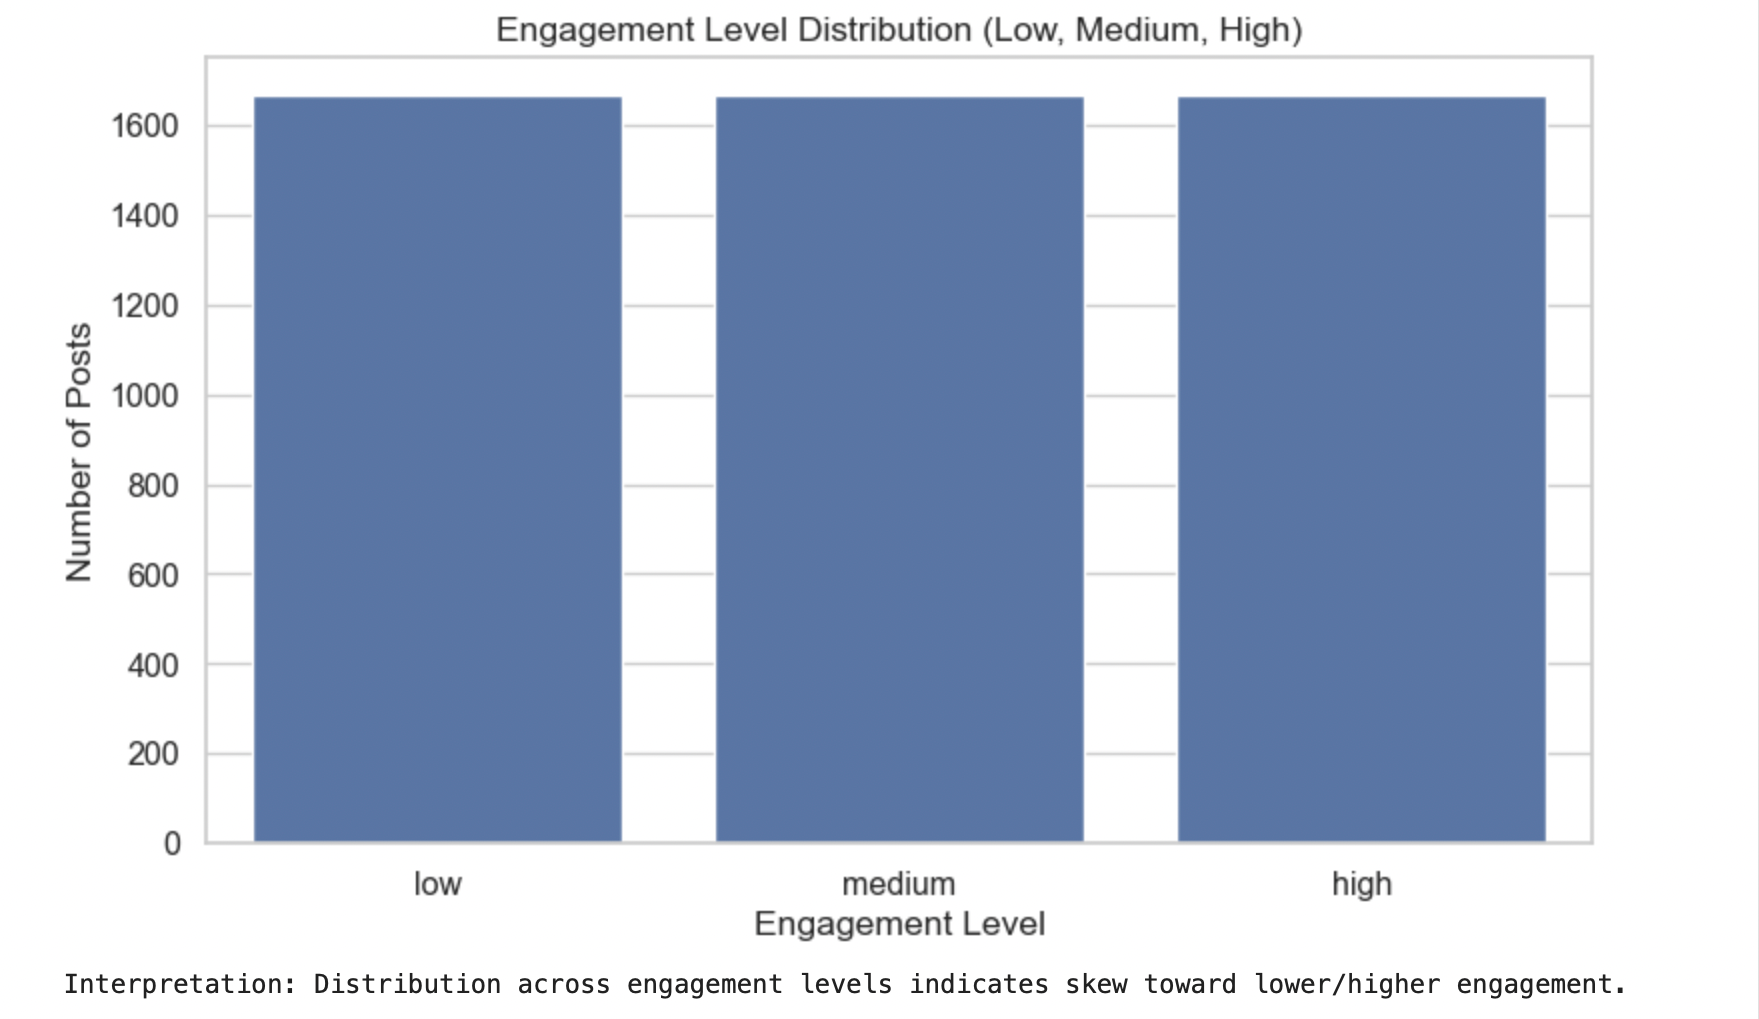 Engagement Level Distribution (Low, Medium, High)
1600
1400
1200
1000
800
600
400
200
0
Number of Posts
low medium high
Engagement Level
Interpretation: Distribution across engagement levels indicates skew toward lower/higher engagement.